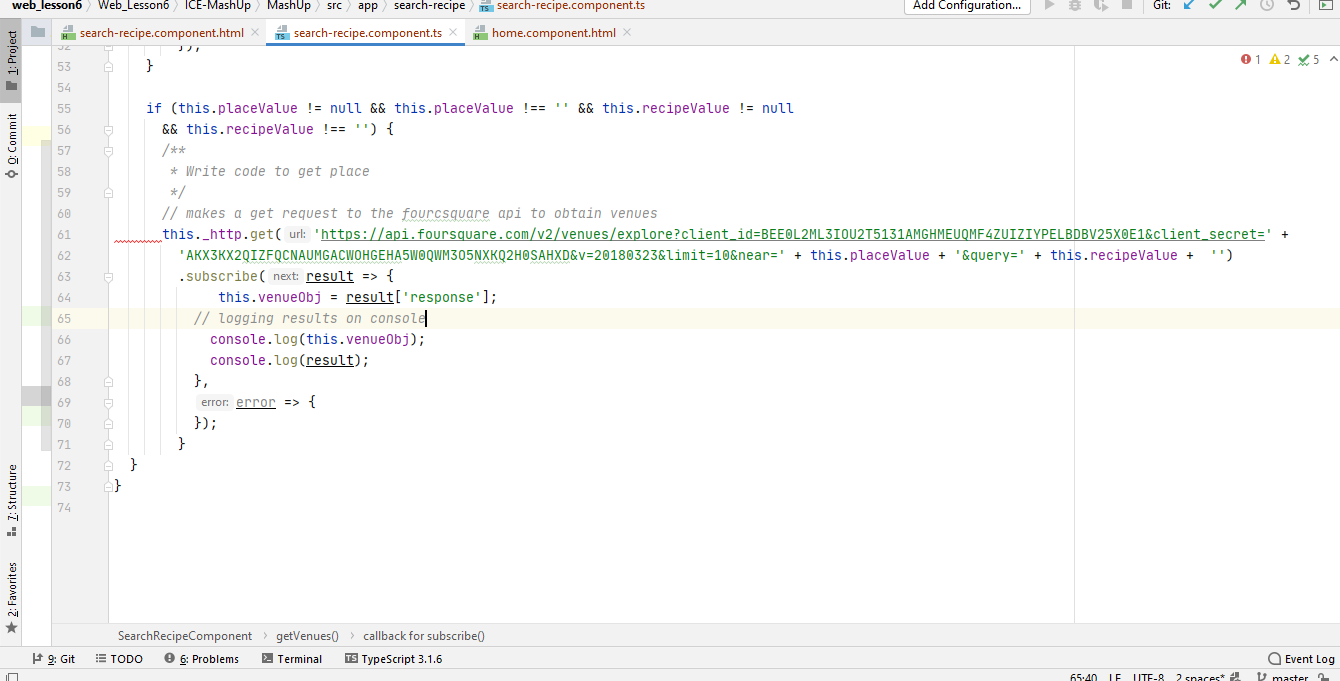 web_lesson6 › Web_Lesson6 › ICE-MashUp › MashUp › src › app › search-recipe › search-recipe.component.ts Add Configuration... Git:
search-recipe.component.html × search-recipe.component.ts × home.component.html ×
1: Project
0: Commit
7: Structure
2: Favorites
1 2 5
52 });
53 }
54
55 if (this.placeValue != null && this.placeValue !== '' && this.recipeValue != null
56 && this.recipeValue !== '') {
57 /**
58 * Write code to get place
59 */
60 // makes a get request to the fourcsquare api to obtain venues
61 this._http.get( url: 'https://api.foursquare.com/v2/venues/explore?client_id=BEE0L2ML3IOU2T5131AMGHMEUQMF4ZUIZIYPELBDBV25X0E1&client_secret=' +
62 'AKX3KX2QIZFQCNAUMGACWOHGEHA5W0QWM3O5NXKQ2H0SAHXD&v=20180323&limit=10&near=' + this.placeValue + '&query=' + this.recipeValue + '')
63 .subscribe( next: result => {
64 this.venueObj = result['response'];
65 // logging results on console
66 console.log(this.venueObj);
67 console.log(result);
68 },
69 error: error => {
70 });
71 }
72 }
73 }
74
SearchRecipeComponent › getVenues() › callback for subscribe()
9: Git TODO 6: Problems Terminal TypeScript 3.1.6 Event Log
65:40 LF UTF-8 2 spaces* master